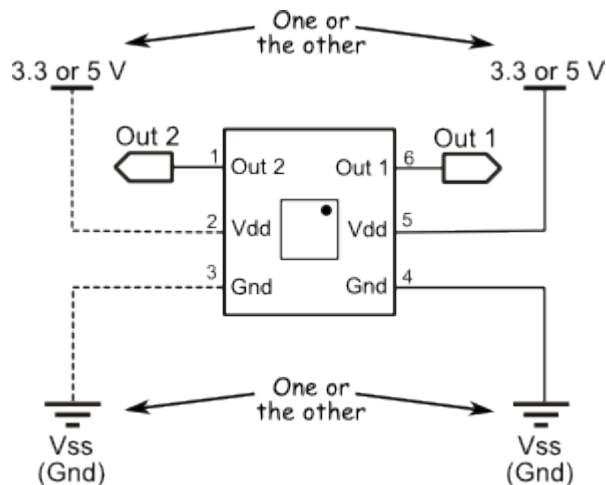 One or
the other
3.3 or 5 V
3.3 or 5 V
Out 2
Out 1
1
Out 2
Out 1
6
2
Vdd
Vdd
5
3
Gnd
Gnd
4
One or
the other
Vss
(Gnd)
Vss
(Gnd)